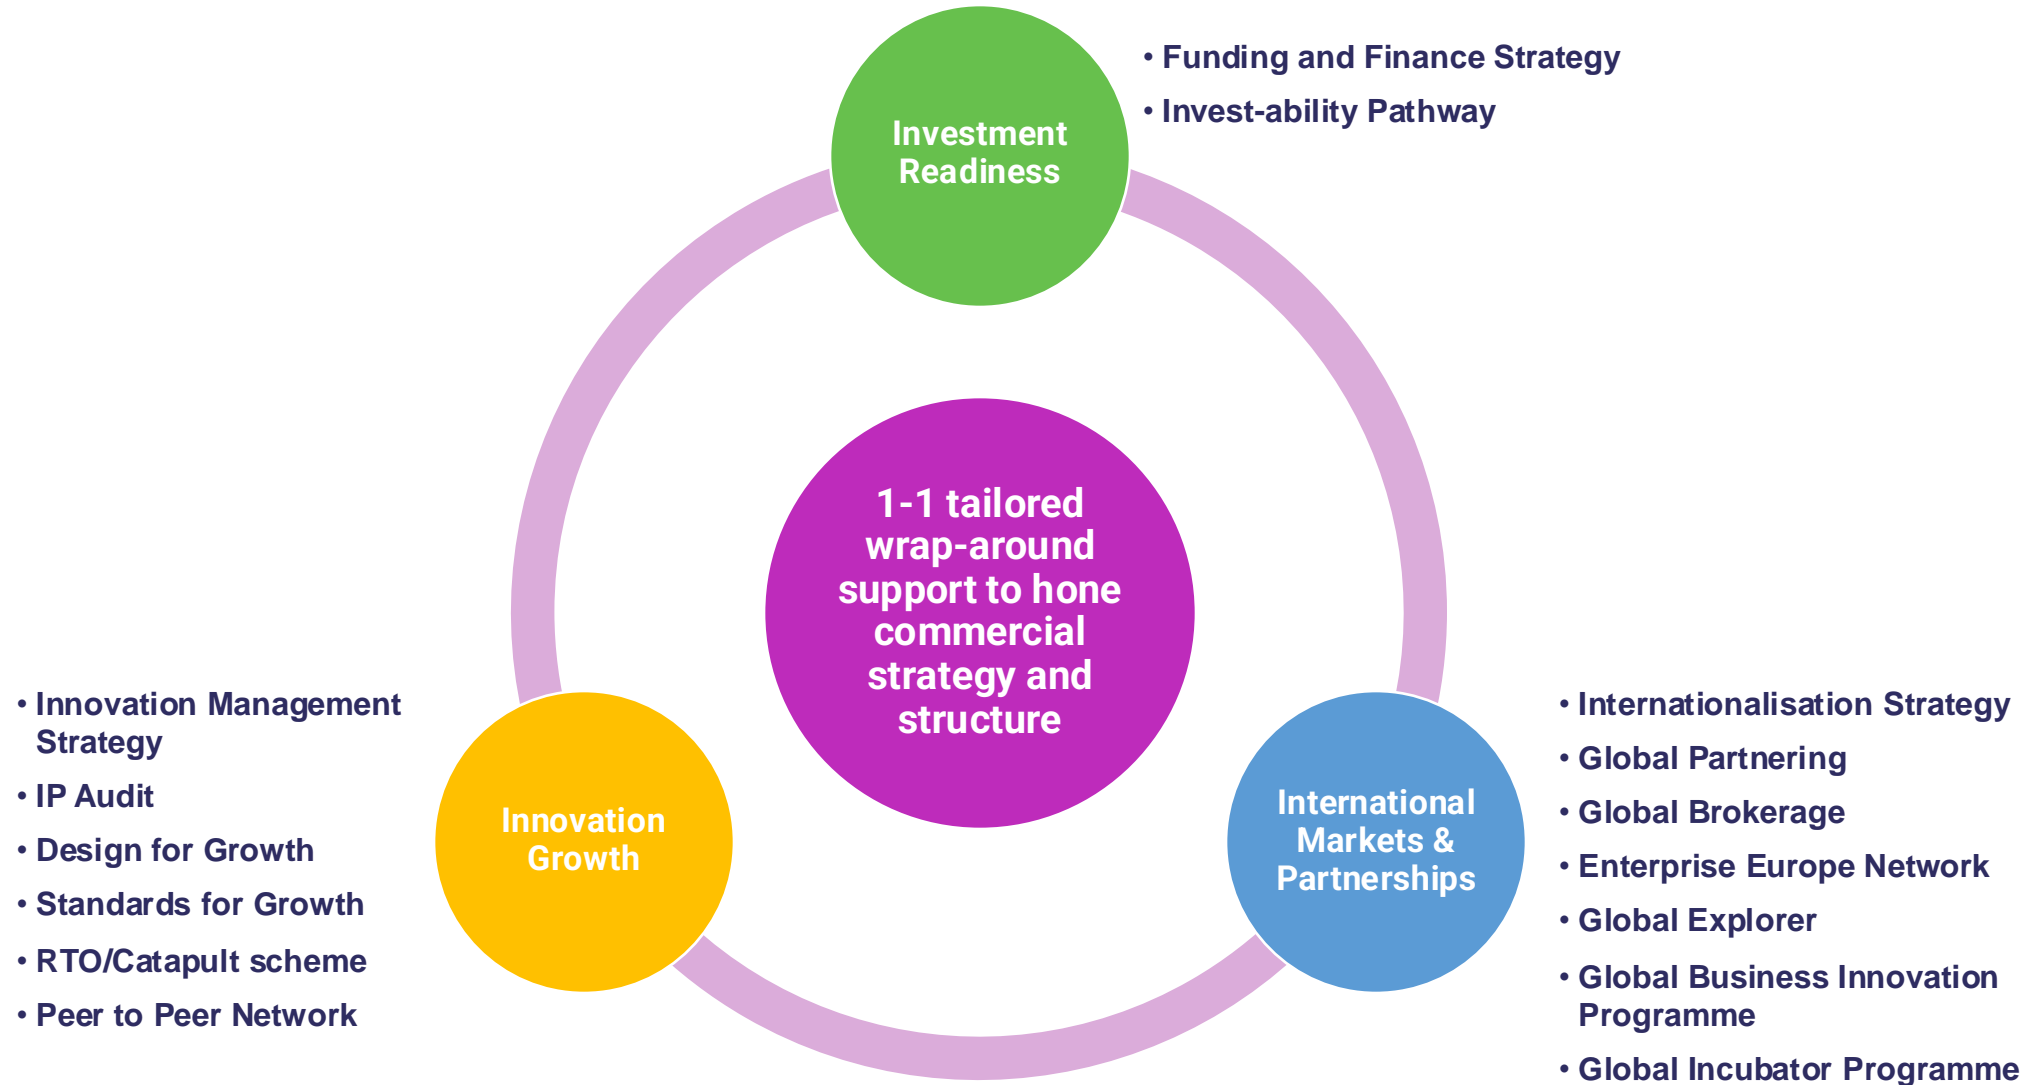 Investment
Readiness
• Funding and Finance Strategy
• Invest-ability Pathway
1-1 tailored
wrap-around
support to hone
commercial
strategy and
structure
Innovation
Growth
• Innovation Management
Strategy
• IP Audit
• Design for Growth
• Standards for Growth
• RTO/Catapult scheme
• Peer to Peer Network
International
Markets &
Partnerships
• Internationalisation Strategy
• Global Partnering
• Global Brokerage
• Enterprise Europe Network
• Global Explorer
• Global Business Innovation
Programme
• Global Incubator Programme